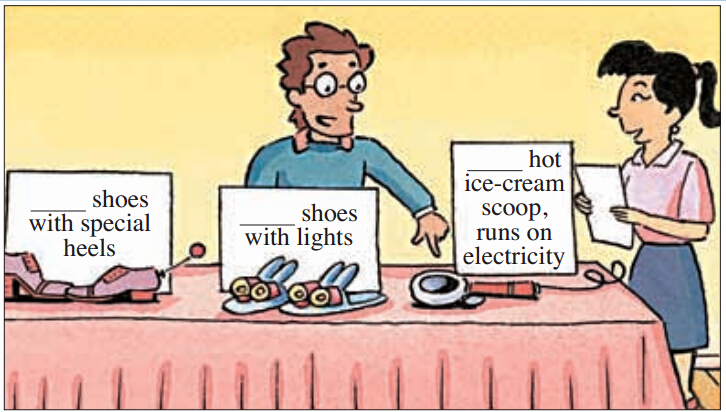 _____ shoes
with special
heels
_____ shoes
with lights
_____ hot
ice-cream
scoop,
runs on
electricity